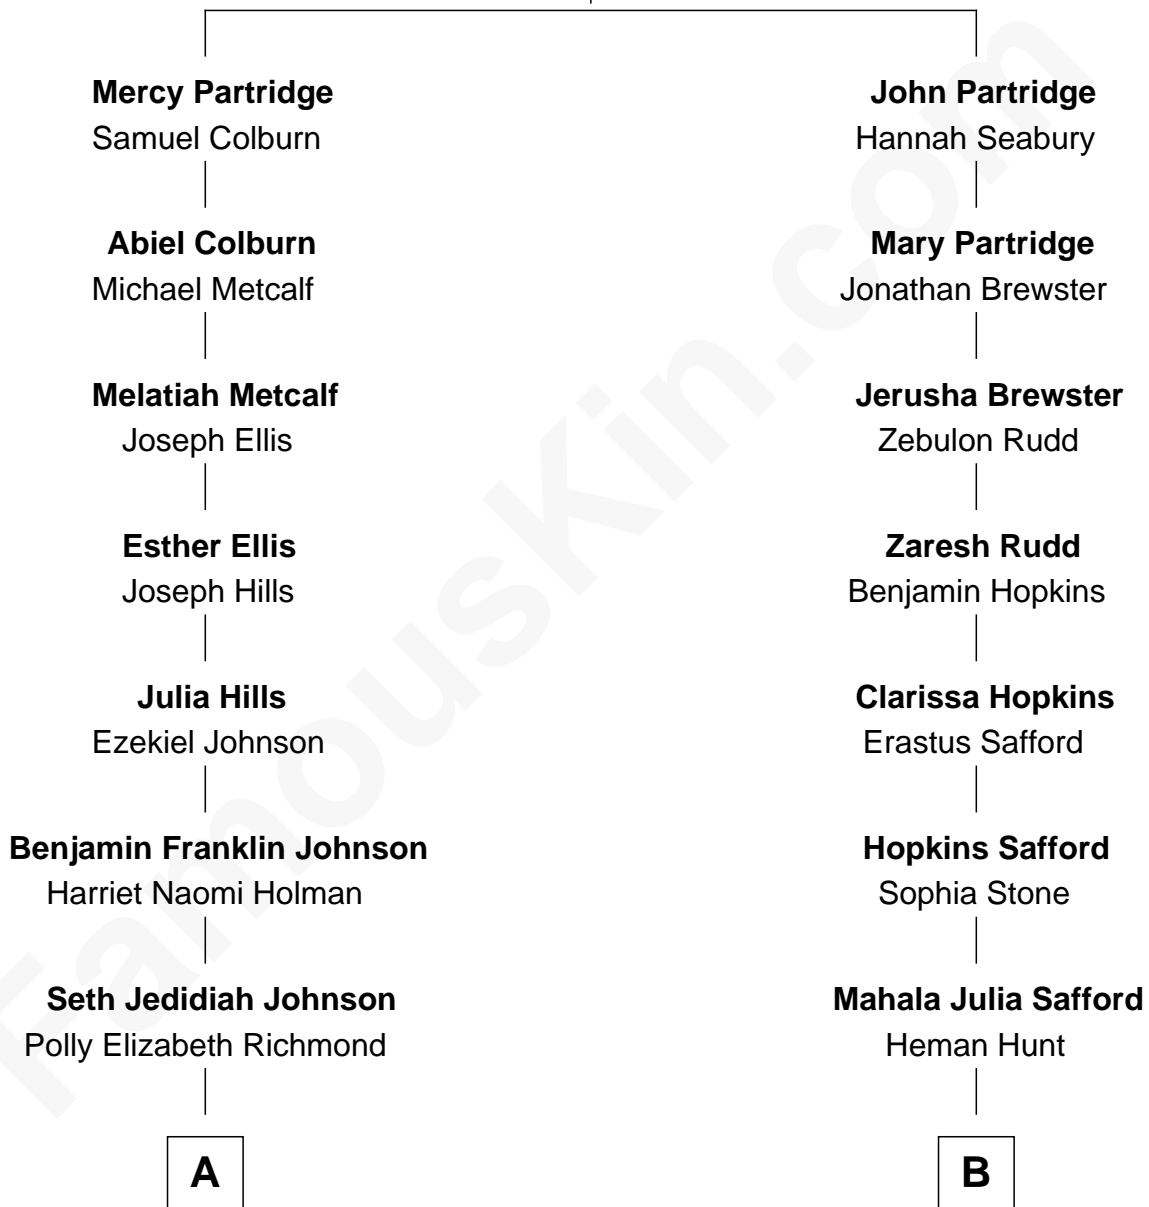 Mercy Partridge
Samuel Colburn
Abiel Colburn
Michael Metcalf
Melatiah Metcalf
Joseph Ellis
Esther Ellis
Joseph Hills
Julia Hills
Ezekiel Johnson
Benjamin Franklin Johnson
Harriet Naomi Holman
Seth Jedidiah Johnson
Polly Elizabeth Richmond
A
John Partridge
Hannah Seabury
Mary Partridge
Jonathan Brewster
Jerusha Brewster
Zebulon Rudd
Zaresh Rudd
Benjamin Hopkins
Clarissa Hopkins
Erastus Safford
Hopkins Safford
Sophia Stone
Mahala Julia Safford
Heman Hunt
B
FamousKin.com